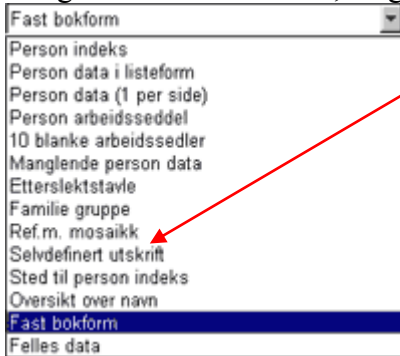 Fast bokform
Person indeks
Person data i listeform
Person data (1 per side)
Person arbeidsseddel
10 blanke arbeidssedler
Manglende person data
Etterslektstavle
Familie gruppe
Ref.m. mosaikk
Selvdefinert utskrift
Sted til person indeks
Oversikt over navn
Fast bokform
Felles data